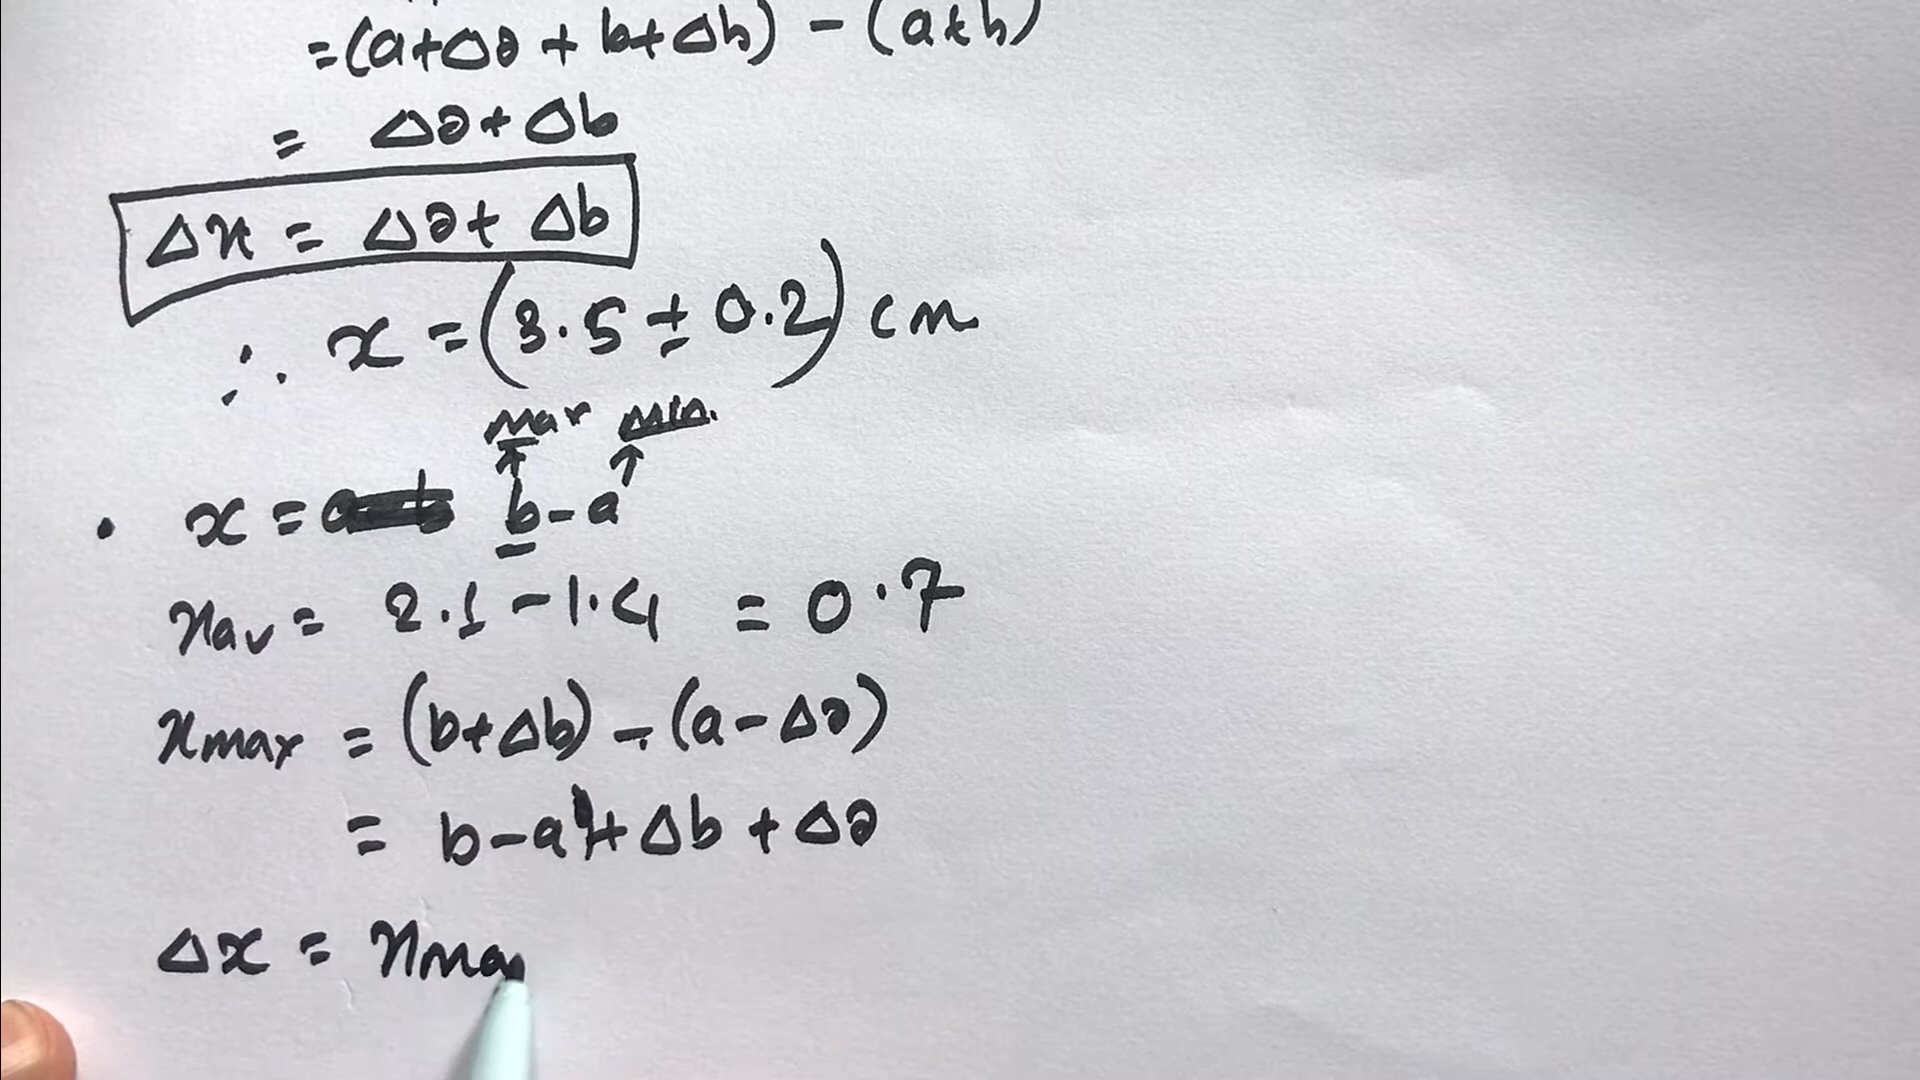 =(a+Δa + b+Δb) - (a+b)
= Δa+Δb
Δx = Δa+ Δb
∴ x = (3.5 ± 0.2) cm
max min.
• x = b-a
xav = 2.1 -1.4 = 0.7
xmax = (b+Δb) - (a-Δa)
= b-a + Δb + Δa
Δx = xma